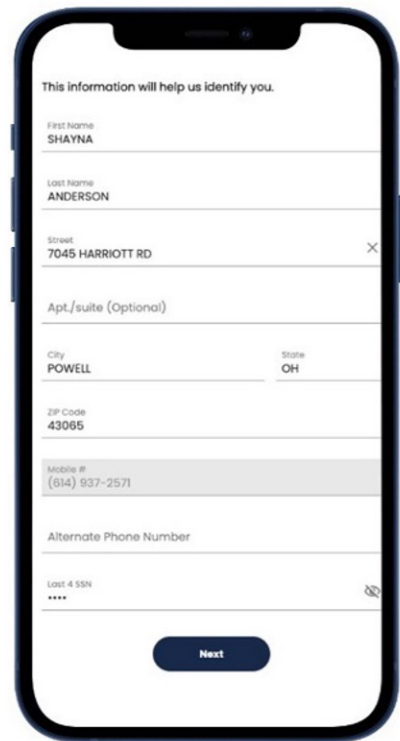 This information will help us identify you.
First Name
SHAYNA
Last Name
ANDERSON
Street
7045 HARRIOTT RD
Apt./suite (Optional)
City
POWELL
State
OH
ZIP Code
43065
Mobile #
(614) 937-2571
Alternate Phone Number
Last 4 SSN
••••
Next